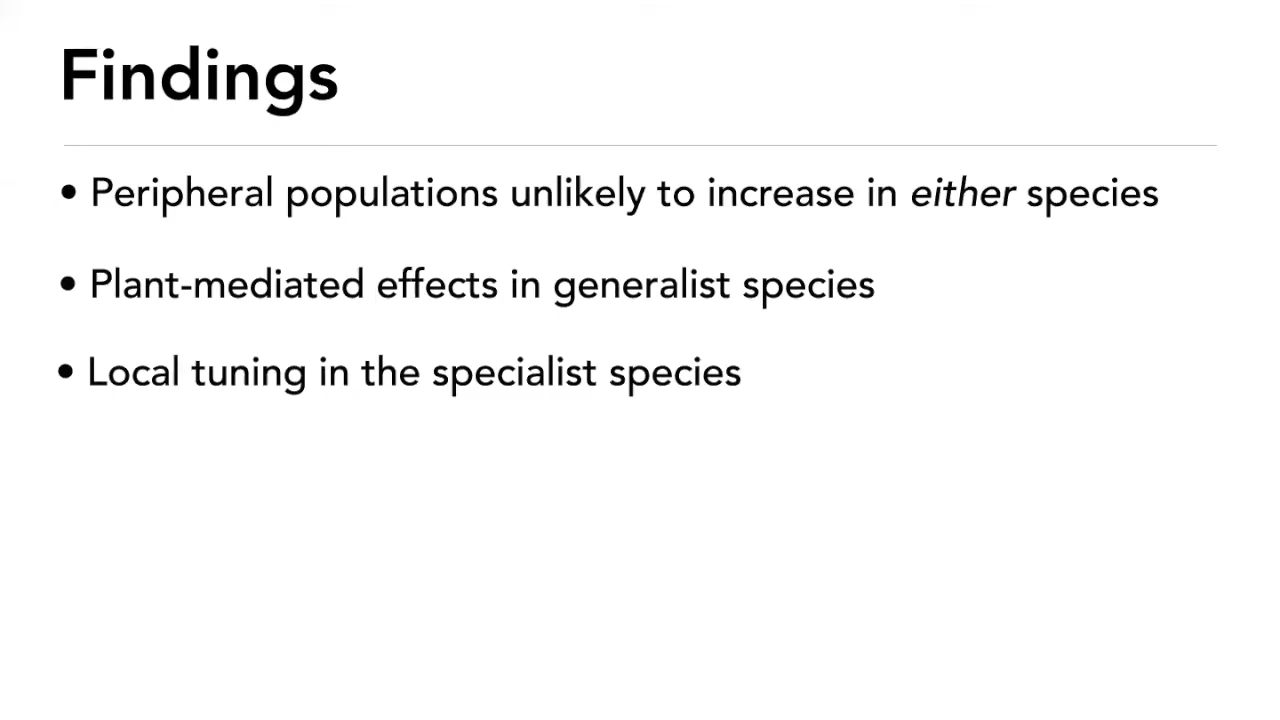 Findings
• Peripheral populations unlikely to increase in either species
• Plant-mediated effects in generalist species
• Local tuning in the specialist species